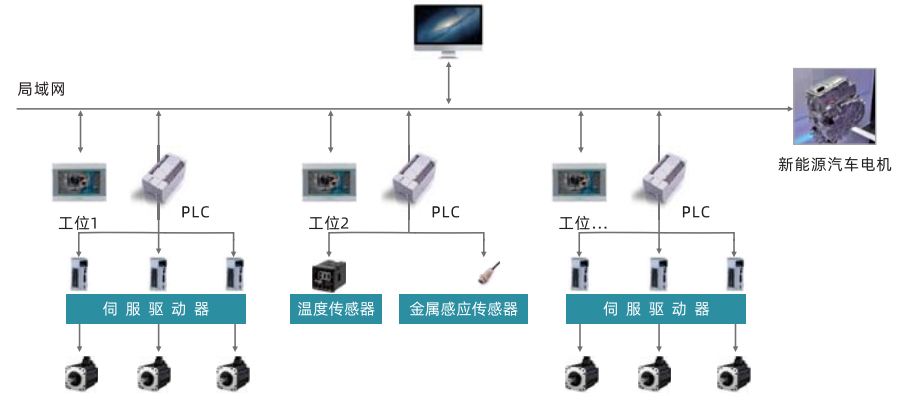 局域网
新能源汽车电机
工位1
PLC
工位2
PLC
工位...
PLC
伺服驱动器
温度传感器
金属感应传感器
伺服驱动器